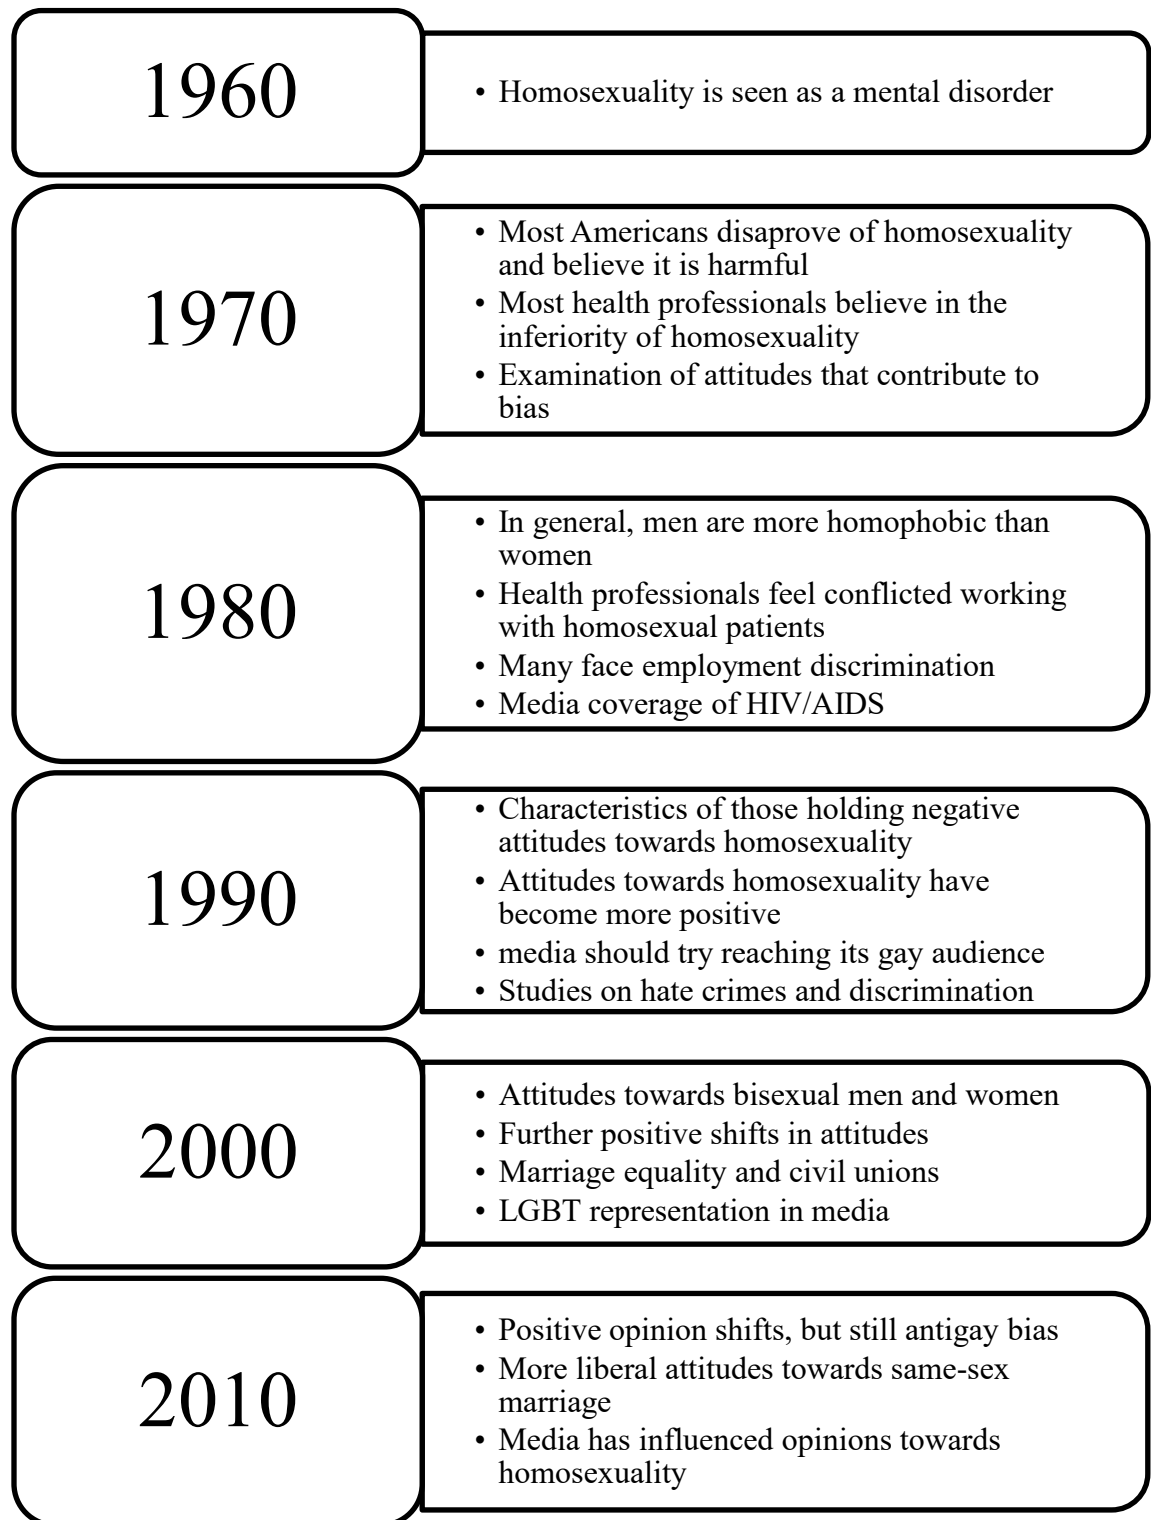 1960
• Homosexuality is seen as a mental disorder
1970
• Most Americans disaprove of homosexuality
and believe it is harmful
• Most health professionals believe in the
inferiority of homosexuality
• Examination of attitudes that contribute to
bias
1980
• In general, men are more homophobic than
women
• Health professionals feel conflicted working
with homosexual patients
• Many face employment discrimination
• Media coverage of HIV/AIDS
1990
• Characteristics of those holding negative
attitudes towards homosexuality
• Attitudes towards homosexuality have
become more positive
• media should try reaching its gay audience
• Studies on hate crimes and discrimination
2000
• Attitudes towards bisexual men and women
• Further positive shifts in attitudes
• Marriage equality and civil unions
• LGBT representation in media
2010
• Positive opinion shifts, but still antigay bias
• More liberal attitudes towards same-sex
marriage
• Media has influenced opinions towards
homosexuality